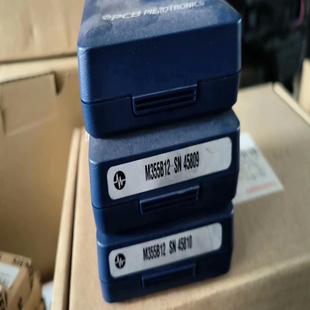 PCB PIEZOTRONICS
M355B12 SN 45809
M355B12 SN 45810